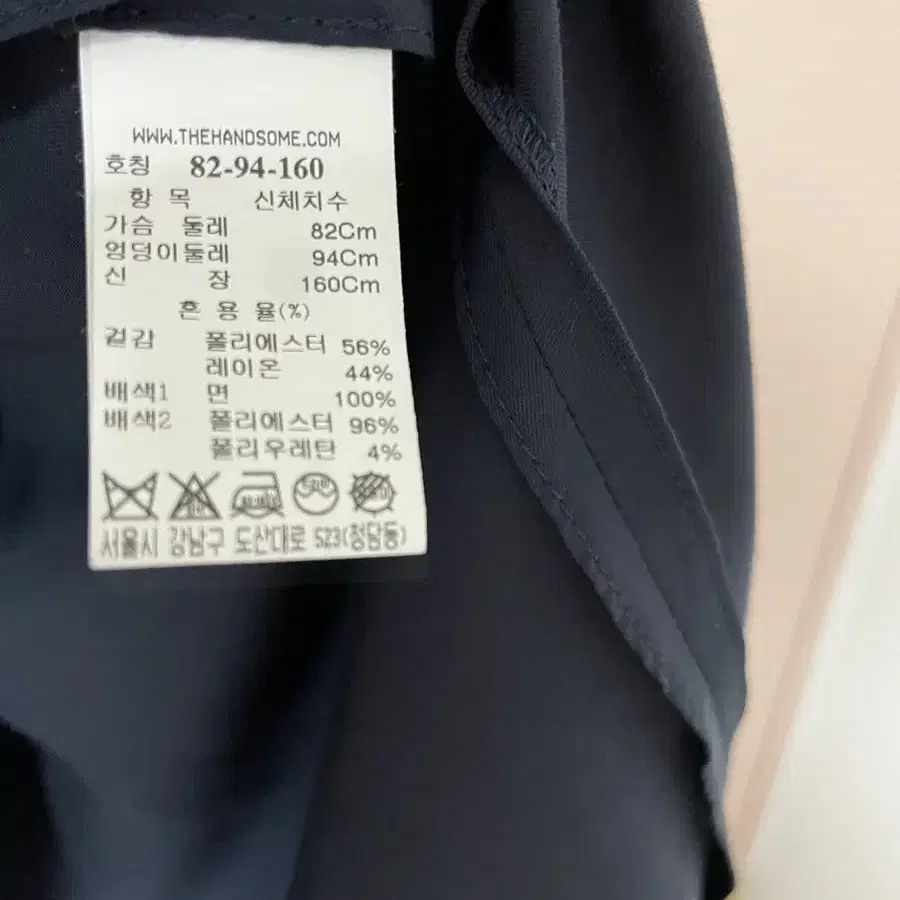 WWW.THEHANDSOME.COM
호칭 82-94-160
항 목 신체치수
가슴 둘레 82Cm
엉덩이둘레 94Cm
신 장 160Cm
혼 용 율(%)
겉감 폴리에스터 56%
레이온 44%
배색1 면 100%
배색2 폴리에스터 96%
폴리우레탄 4%
서울시 강남구 도산대로 523(청담동)